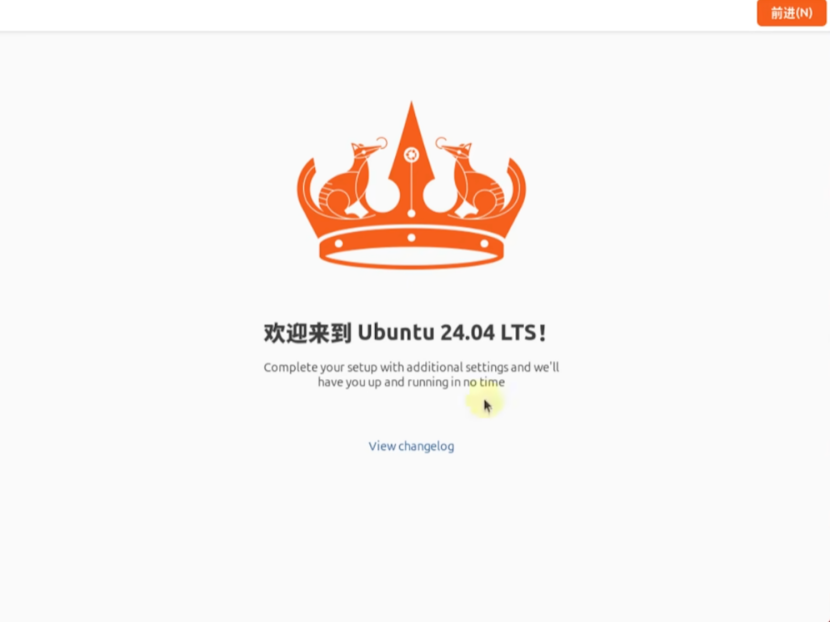 前进(N)
欢迎来到 Ubuntu 24.04 LTS!
Complete your setup with additional settings and we'll
have you up and running in no time
View changelog